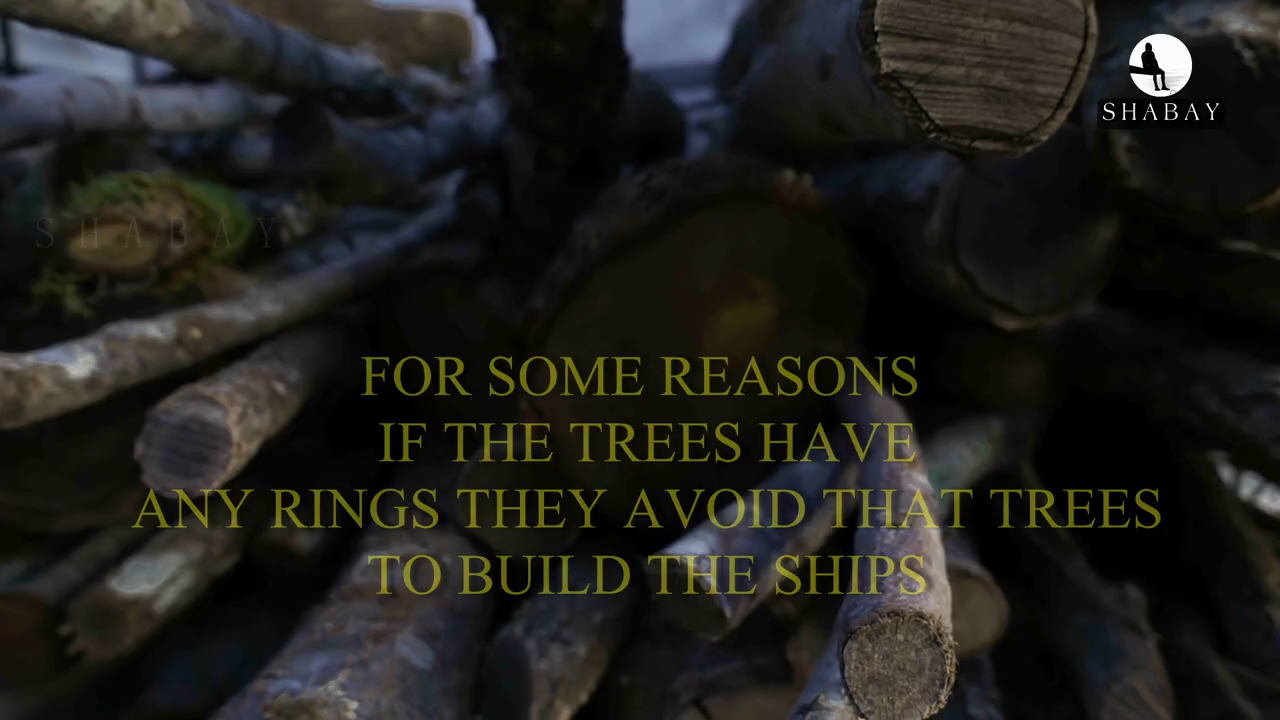 SHABAY
SHABAY
FOR SOME REASONS
IF THE TREES HAVE
ANY RINGS THEY AVOID THAT TREES
TO BUILD THE SHIPS